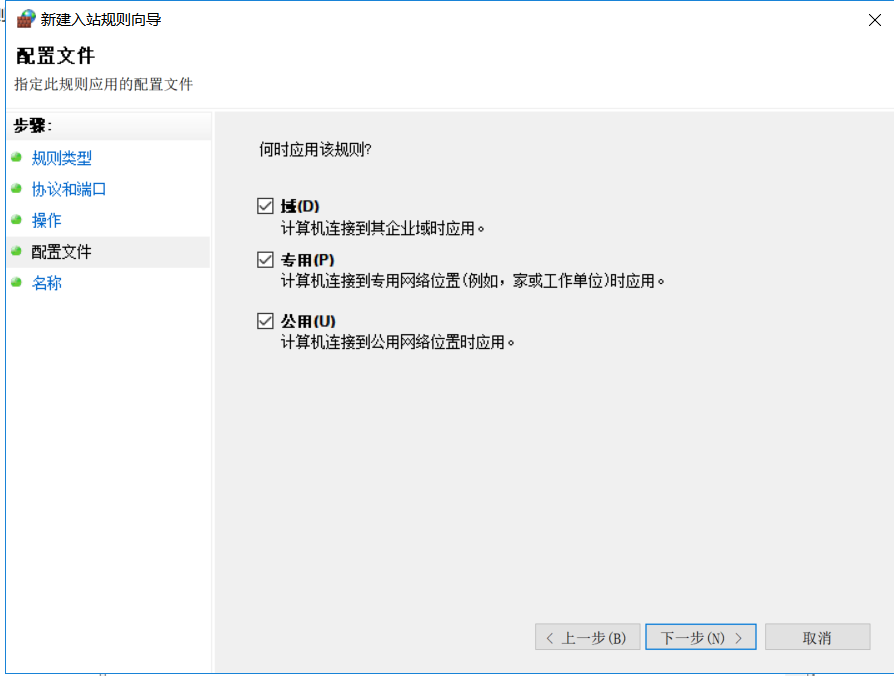 新建入站规则向导
配置文件
指定此规则应用的配置文件
步骤:
规则类型
协议和端口
操作
配置文件
名称
何时应用该规则?
域(D)
计算机连接到其企业域时应用。
专用(P)
计算机连接到专用网络位置(例如，家或工作单位)时应用。
公用(U)
计算机连接到公用网络位置时应用。
< 上一步(B)
下一步(N) >
取消